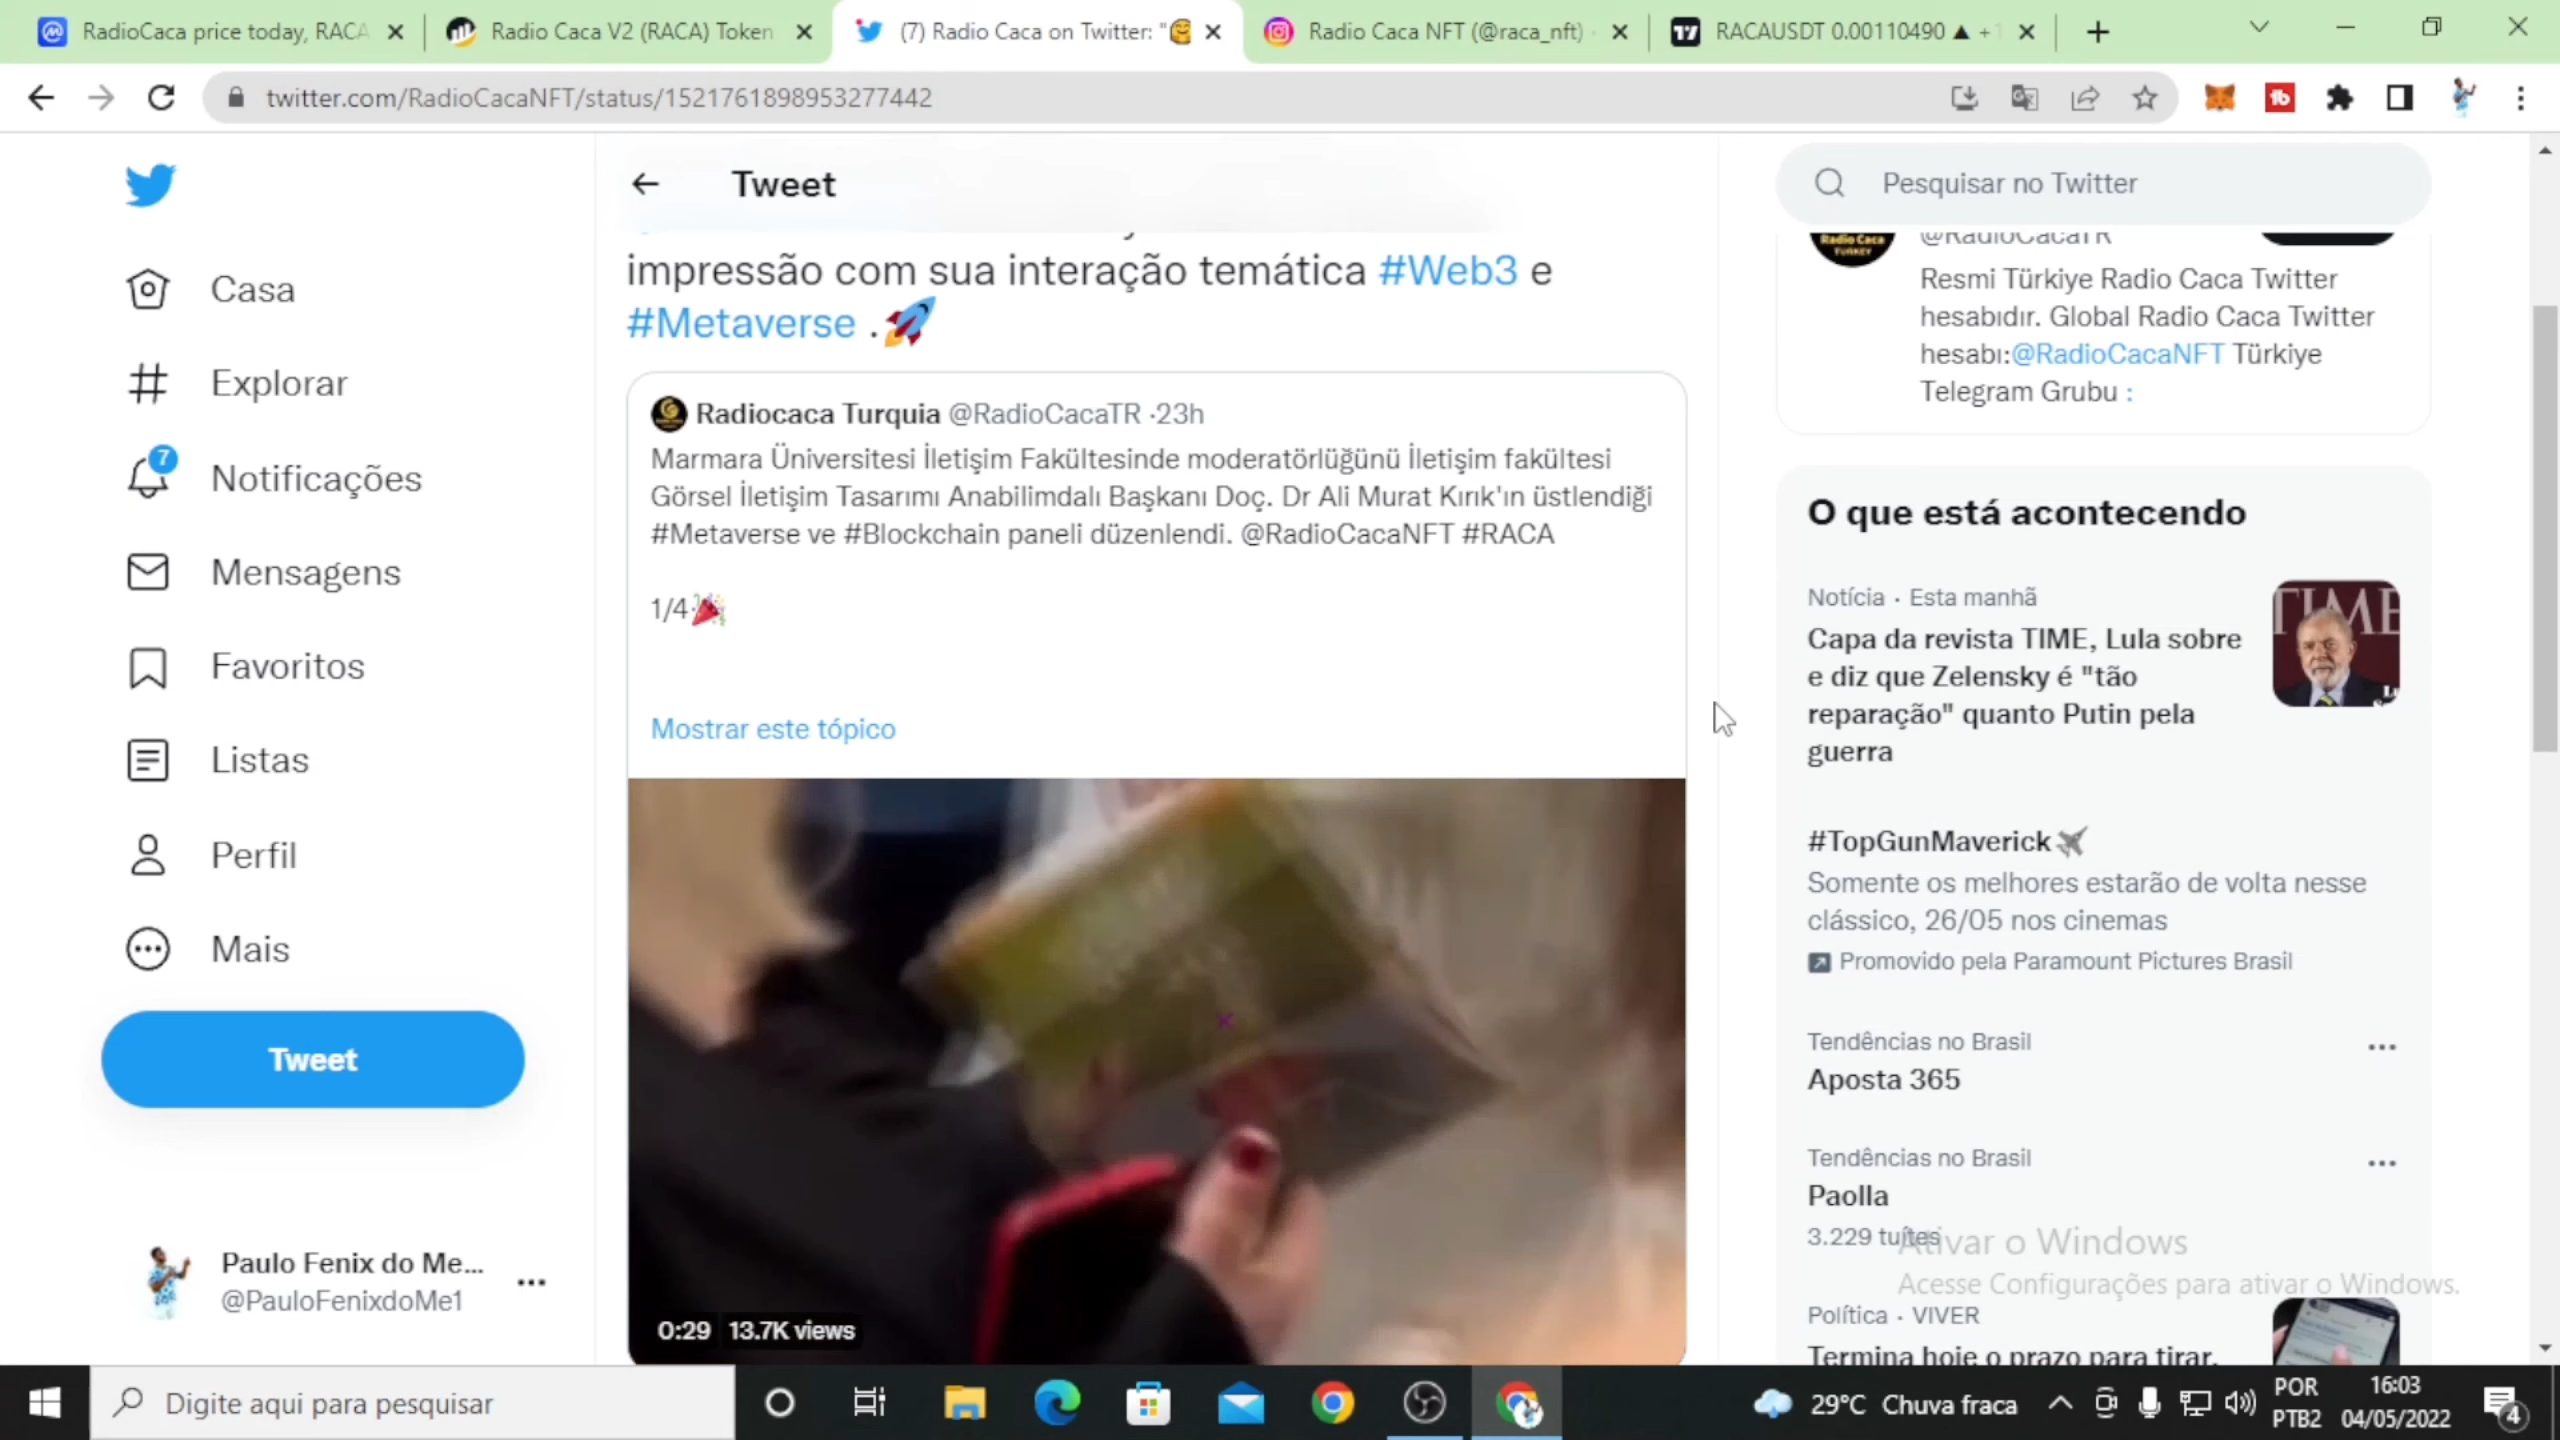 RadioCaca price today, RACA
Radio Caca V2 (RACA) Token
(7) Radio Caca on Twitter: "🤗
Radio Caca NFT (@raca_nft)
RACAUSDT 0.00110490 ▲ +
twitter.com/RadioCacaNFT/status/1521761898953277442
Tweet
Pesquisar no Twitter
Casa
Explorar
7
Notificações
Mensagens
Favoritos
Listas
Perfil
Mais
Tweet
Paulo Fenix do Me...
@PauloFenixdoMe1
impressão com sua interação temática #Web3 e
#Metaverse .🚀
Radiocaca Turquia @RadioCacaTR ·23h
Marmara Üniversitesi İletişim Fakültesinde moderatörlüğünü İletişim fakültesi
Görsel İletişim Tasarımı Anabilimdalı Başkanı Doç. Dr Ali Murat Kırık'ın üstlendiği
#Metaverse ve #Blockchain paneli düzenlendi. @RadioCacaNFT #RACA
1/4🎉
Mostrar este tópico
0:29 13.7K views
Radio Caca
TURKEY
@RadioCacaTR
Resmi Türkiye Radio Caca Twitter
hesabıdır. Global Radio Caca Twitter
hesabı:@RadioCacaNFT Türkiye
Telegram Grubu :
O que está acontecendo
Notícia · Esta manhã
Capa da revista TIME, Lula sobre
e diz que Zelensky é "tão
reparação" quanto Putin pela
guerra
TIME
#TopGunMaverick
Somente os melhores estarão de volta nesse
clássico, 26/05 nos cinemas
Promovido pela Paramount Pictures Brasil
Tendências no Brasil
Aposta 365
Tendências no Brasil
Paolla
3.229 tuítes
Ativar o Windows
Acesse Configurações para ativar o Windows.
Política · VIVER
Termina hoje o prazo para tirar,
Digite aqui para pesquisar
29°C Chuva fraca
POR
PTB2
16:03
04/05/2022
4